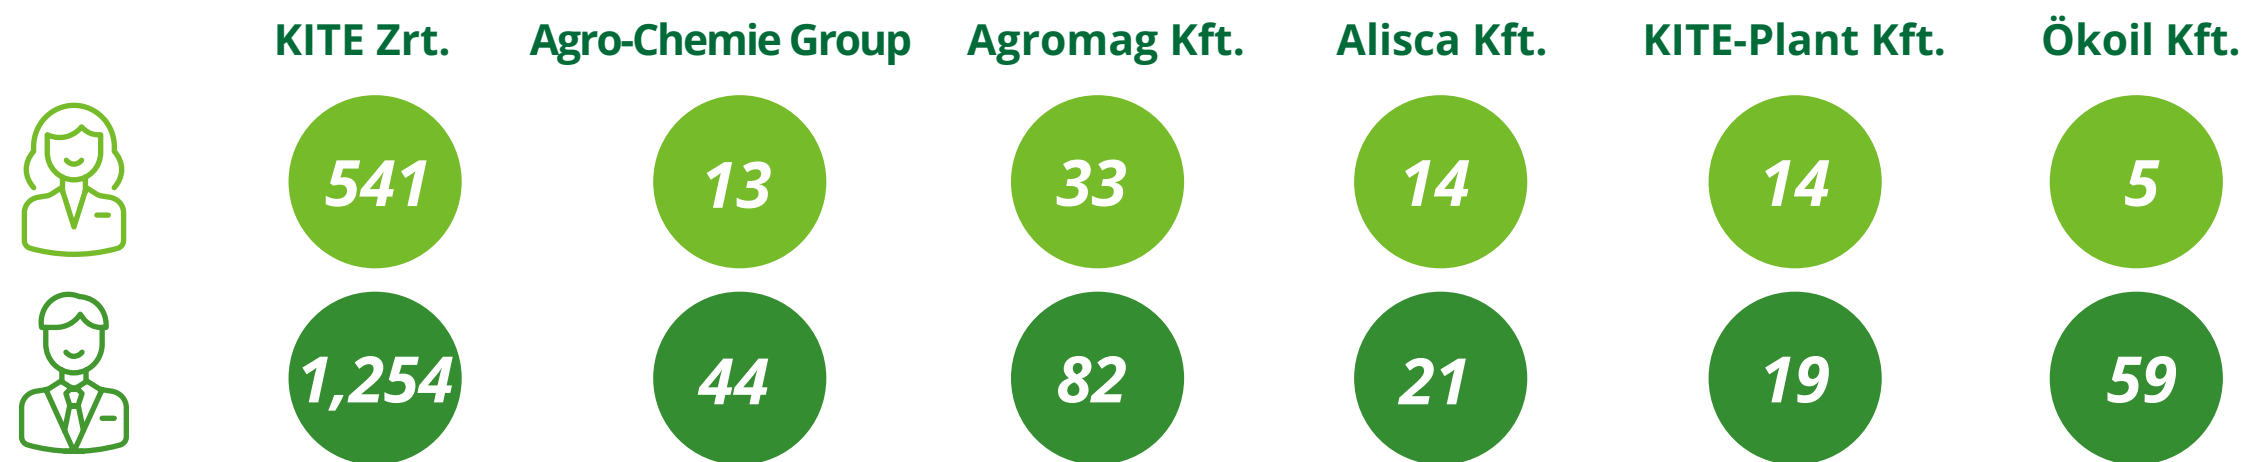 KITE Zrt. Agro-Chemie Group Agromag Kft. Alisca Kft. KITE-Plant Kft. Ökoil Kft.
541 13 33 14 14 5
1,254 44 82 21 19 59